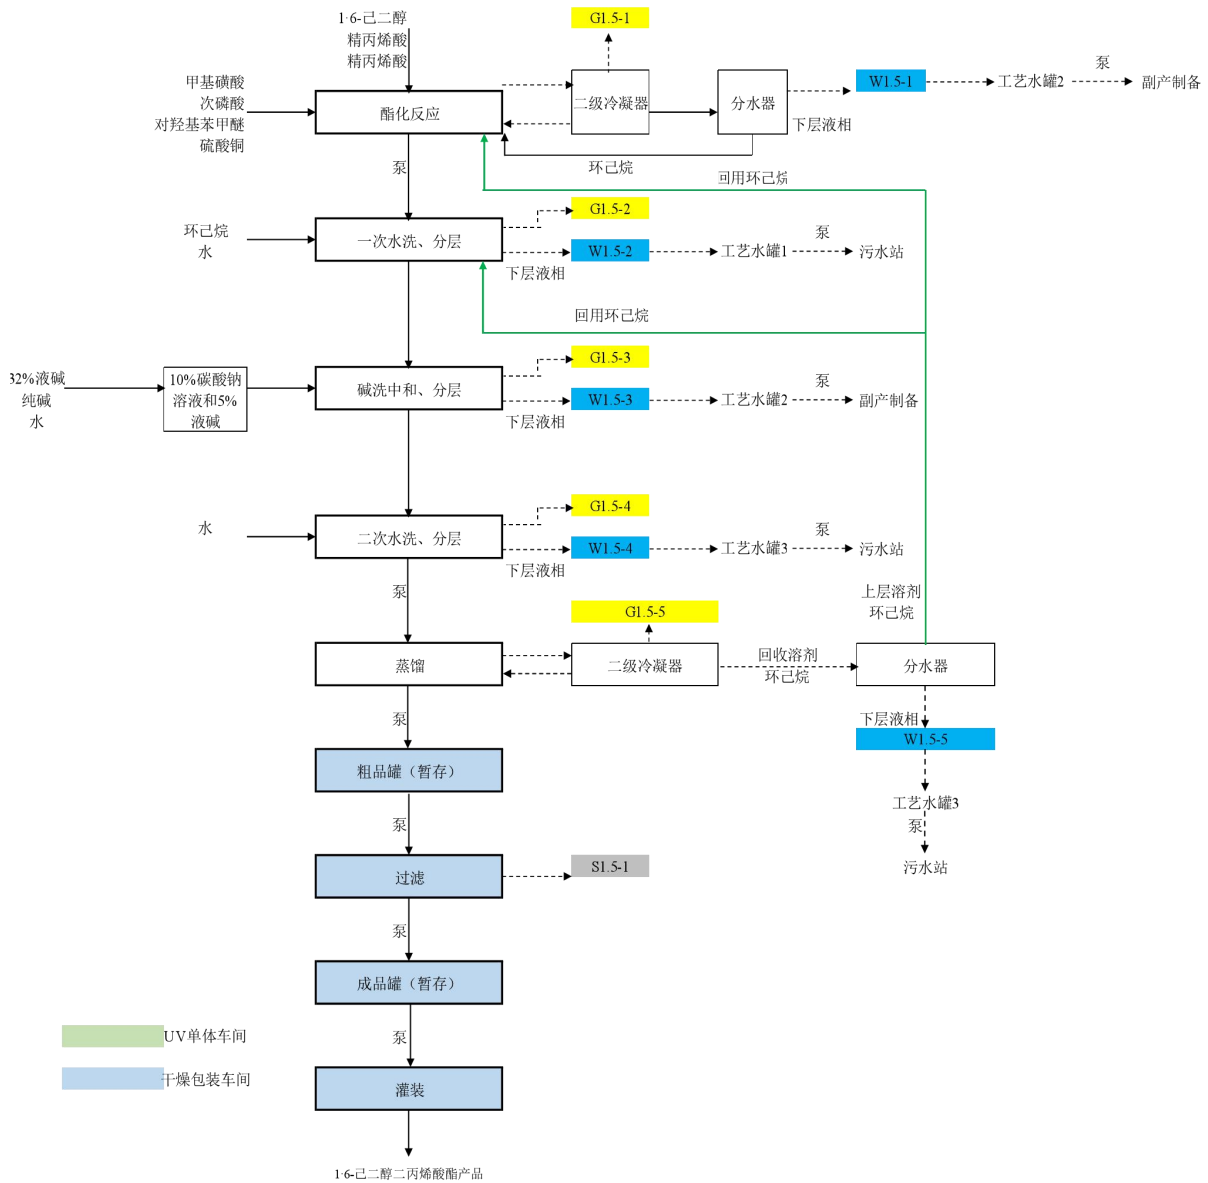 1·6-己二醇
精丙烯酸
精丙烯酸
G1.5-1
甲基磺酸
次磷酸
对羟基苯甲醚
硫酸铜
酯化反应
二级冷凝器
分水器
下层液相
W1.5-1
工艺水罐2
泵
副产制备
环己烷
回用环己烷
泵
环己烷
水
一次水洗、分层
G1.5-2
W1.5-2
下层液相
工艺水罐1
泵
污水站
回用环己烷
32%液碱
纯碱
水
10%碳酸钠
溶液和5%
液碱
碱洗中和、分层
G1.5-3
W1.5-3
下层液相
工艺水罐2
泵
副产制备
水
二次水洗、分层
G1.5-4
W1.5-4
下层液相
工艺水罐3
泵
污水站
泵
上层溶剂
环己烷
G1.5-5
蒸馏
二级冷凝器
回收溶剂
环己烷
分水器
泵
下层液相
W1.5-5
工艺水罐3
泵
污水站
粗品罐（暂存）
泵
过滤
S1.5-1
泵
成品罐（暂存）
泵
灌装
UV单体车间
干燥包装车间
1·6-己二醇二丙烯酸酯产品